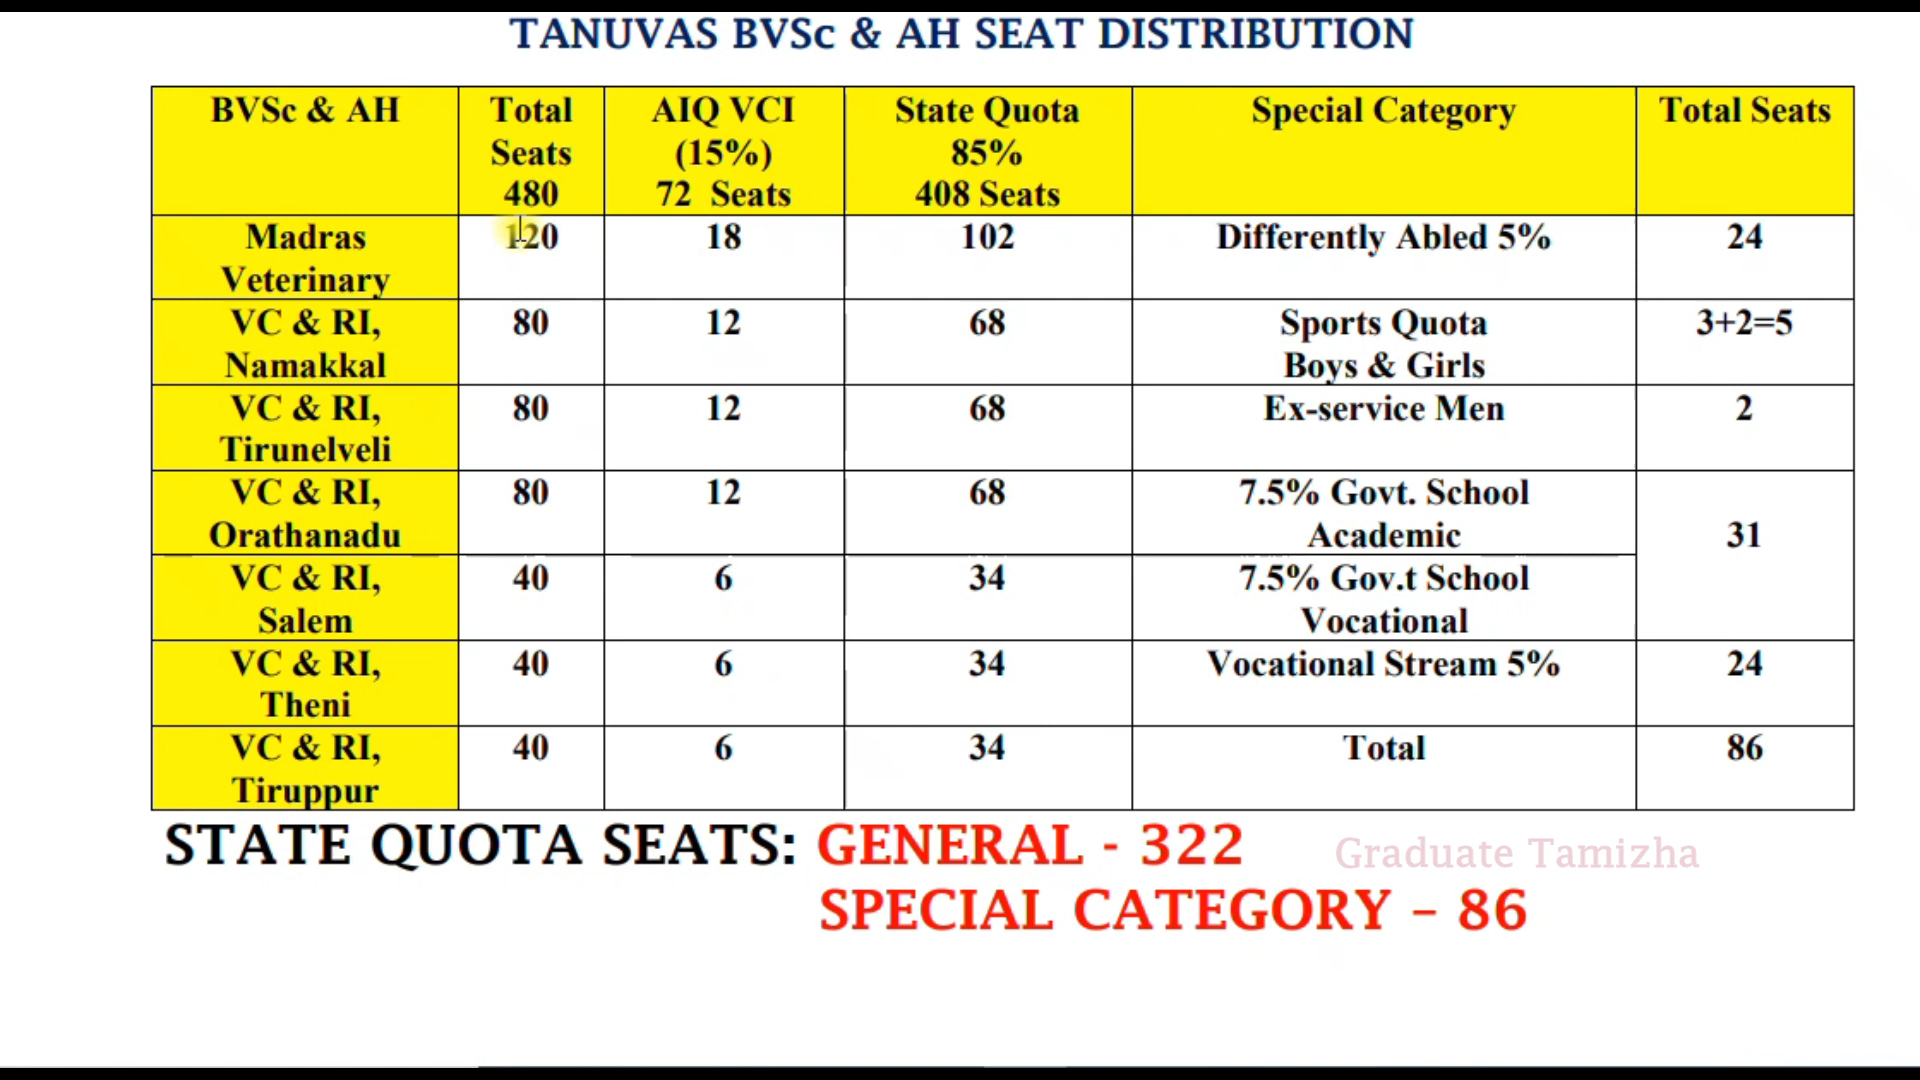 TANUVAS BVSc & AH SEAT DISTRIBUTION
BVSc & AH
Total
Seats
480
AIQ VCI
(15%)
72 Seats
State Quota
85%
408 Seats
Special Category
Total Seats
Madras
Veterinary
120
18
102
Differently Abled 5%
24
VC & RI,
Namakkal
80
12
68
Sports Quota
Boys & Girls
3+2=5
VC & RI,
Tirunelveli
80
12
68
Ex-service Men
2
VC & RI,
Orathanadu
80
12
68
7.5% Govt. School
Academic
31
VC & RI,
Salem
40
6
34
7.5% Gov.t School
Vocational
VC & RI,
Theni
40
6
34
Vocational Stream 5%
24
VC & RI,
Tiruppur
40
6
34
Total
86
STATE QUOTA SEATS: GENERAL - 322
Graduate Tamizha
SPECIAL CATEGORY – 86